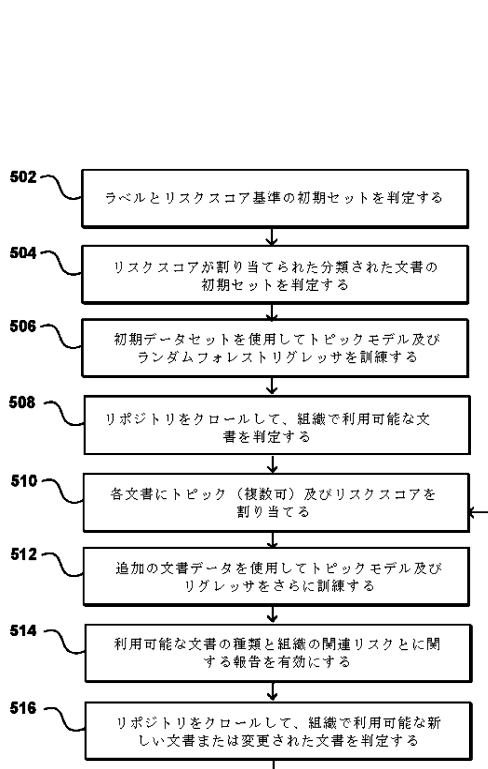 502
ラベルとリスクスコア基準の初期セットを判定する
504
リスクスコアが割り当てられた分類された文書の
初期セットを判定する
506
初期データセットを使用してトピックモデル及び
ランダムフォレストリグレッサを訓練する
508
リポジトリをクロールして、組織で利用可能な文
書を判定する
510
各文書にトピック（複数可）及びリスクスコアを
割り当てる
512
追加の文書データを使用してトピックモデル及び
リグレッサをさらに訓練する
514
利用可能な文書の種類と組織の関連リスクとに関
する報告を有効にする
516
リポジトリをクロールして、組織で利用可能な新
しい文書または変更された文書を判定する